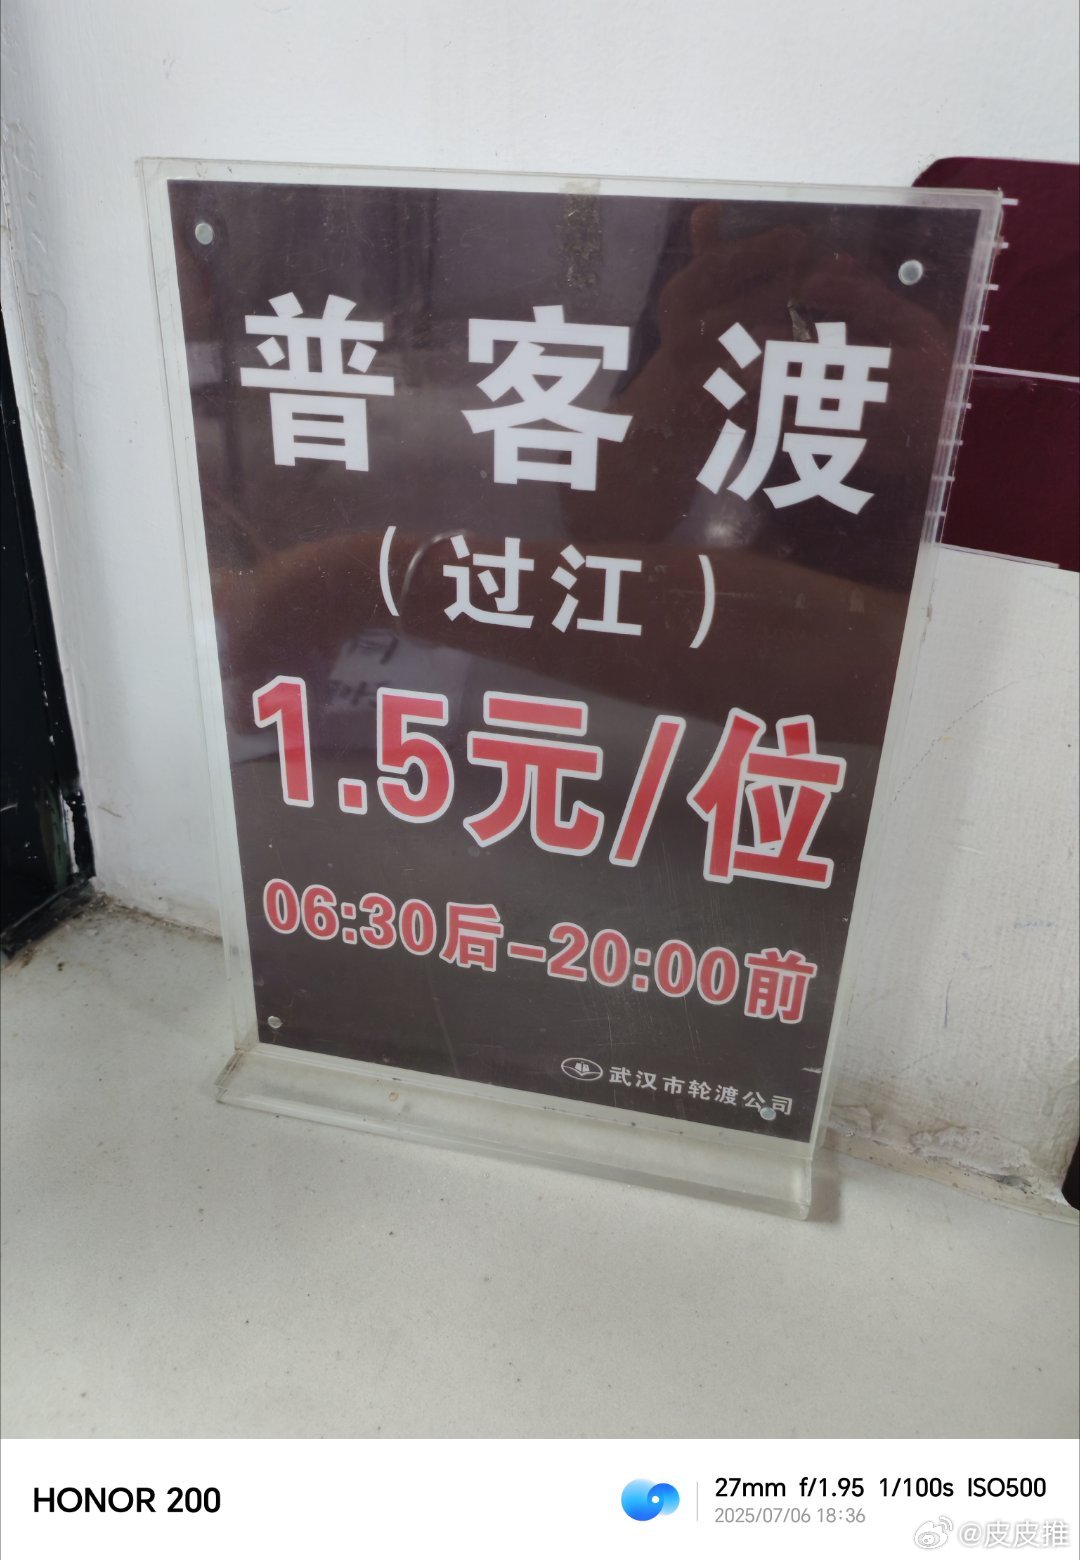 普客渡
（过江）
1.5元/位
06:30后-20:00前
武汉市轮渡公司
HONOR 200
27mm f/1.95 1/100s ISO500
2025/07/06 18:36
@皮皮推